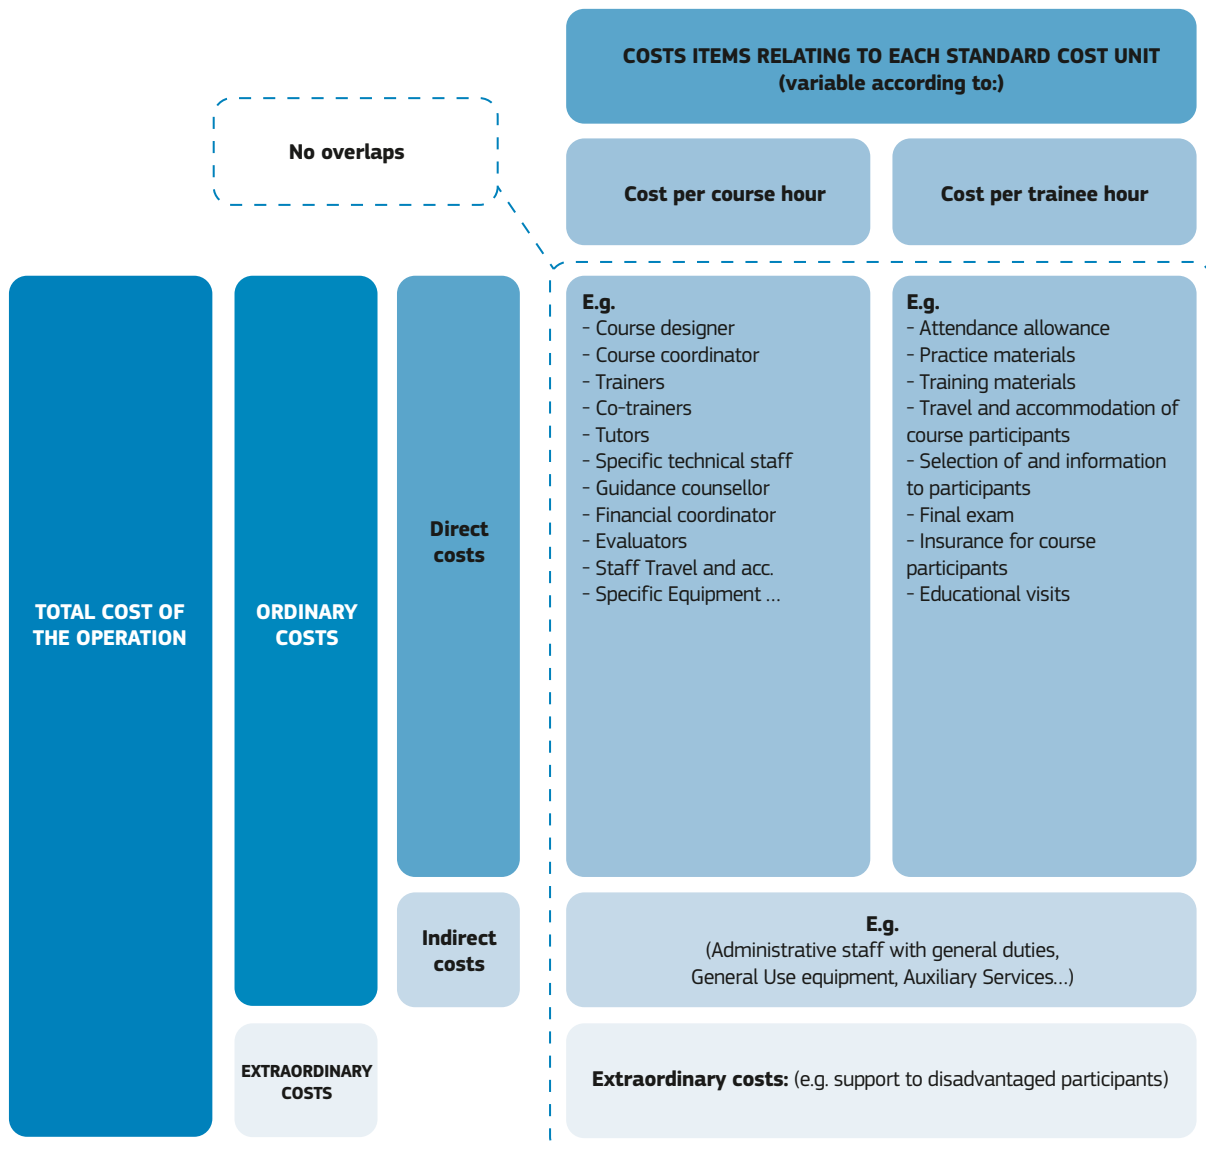 COSTS ITEMS RELATING TO EACH STANDARD COST UNIT
(variable according to:)
No overlaps
Cost per course hour
Cost per trainee hour
TOTAL COST OF
THE OPERATION
ORDINARY
COSTS
Direct
costs
E.g.
- Course designer
- Course coordinator
- Trainers
- Co-trainers
- Tutors
- Specific technical staff
- Guidance counsellor
- Financial coordinator
- Evaluators
- Staff Travel and acc.
- Specific Equipment ...
E.g.
- Attendance allowance
- Practice materials
- Training materials
- Travel and accommodation of
course participants
- Selection of and information
to participants
- Final exam
- Insurance for course
participants
- Educational visits
Indirect
costs
E.g.
(Administrative staff with general duties,
General Use equipment, Auxiliary Services...)
EXTRAORDINARY
COSTS
Extraordinary costs: (e.g. support to disadvantaged participants)